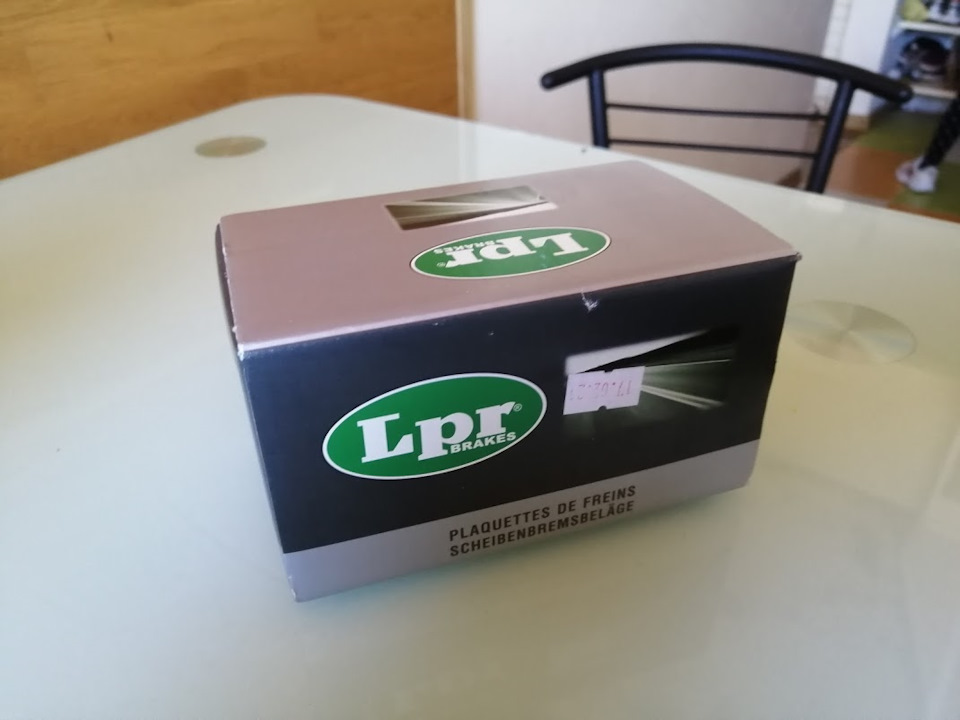 Lpr®
BRAKES
Lpr®
BRAKES
PLAQUETTES DE FREINS
SCHEIBENBREMSBELÄGE